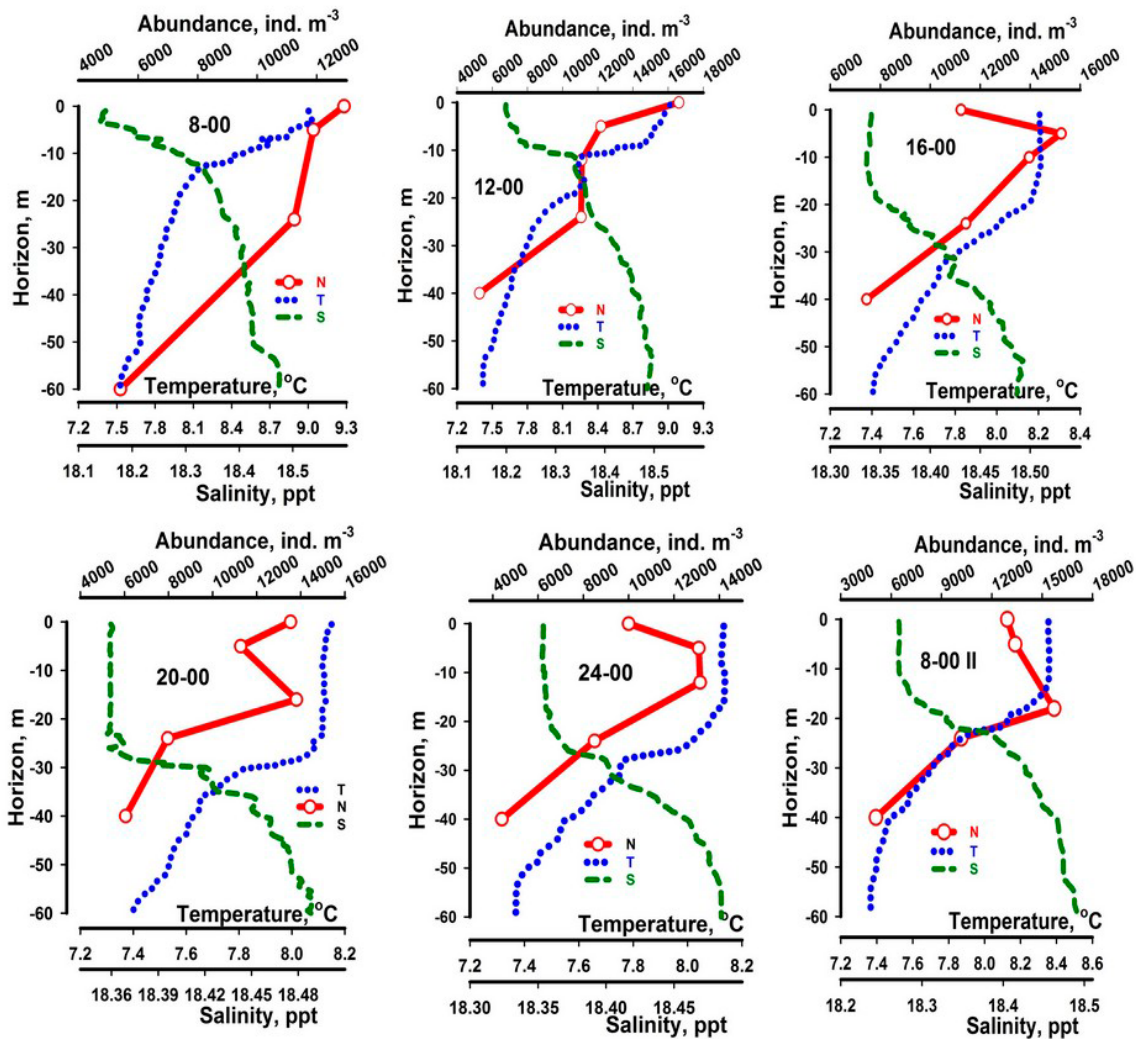 Abundance, ind. m-3
4000 6000 8000 10000 12000
0
-10
-20
-30
-40
-50
-60
Horizon, m
8-00
N
T
S
Temperature, oC
7.2 7.5 7.8 8.1 8.4 8.7 9.0 9.3
18.1 18.2 18.3 18.4 18.5
Salinity, ppt
Abundance, ind. m-3
4000 6000 8000 10000 12000 14000 16000 18000
0
-10
-20
-30
-40
-50
-60
Horizon, m
12-00
N
T
S
Temperature, oC
7.2 7.5 7.8 8.1 8.4 8.7 9.0 9.3
18.1 18.2 18.3 18.4 18.5
Salinity, ppt
Abundance, ind. m-3
6000 8000 10000 12000 14000 16000
0
-10
-20
-30
-40
-50
-60
Horizon, m
16-00
N
T
S
Temperature, oC
7.2 7.4 7.6 7.8 8.0 8.2 8.4
18.30 18.35 18.40 18.45 18.50
Salinity, ppt
Abundance, ind. m-3
4000 6000 8000 10000 12000 14000 16000
0
-10
-20
-30
-40
-50
-60
Horizon, m
20-00
T
N
S
Temperature, oC
7.2 7.4 7.6 7.8 8.0 8.2
18.36 18.39 18.42 18.45 18.48
Salinity, ppt
Abundance, ind. m-3
4000 6000 8000 10000 12000 14000
0
-10
-20
-30
-40
-50
-60
Horizon, m
24-00
N
T
S
Temperature, oC
7.2 7.4 7.6 7.8 8.0 8.2
18.30 18.35 18.40 18.45
Salinity, ppt
Abundance, ind. m-3
3000 6000 9000 12000 15000 18000
0
-10
-20
-30
-40
-50
-60
Horizon, m
8-00 II
N
T
S
Temperature, oC
7.2 7.4 7.6 7.8 8.0 8.2 8.4 8.6
18.2 18.3 18.4 18.5
Salinity, ppt